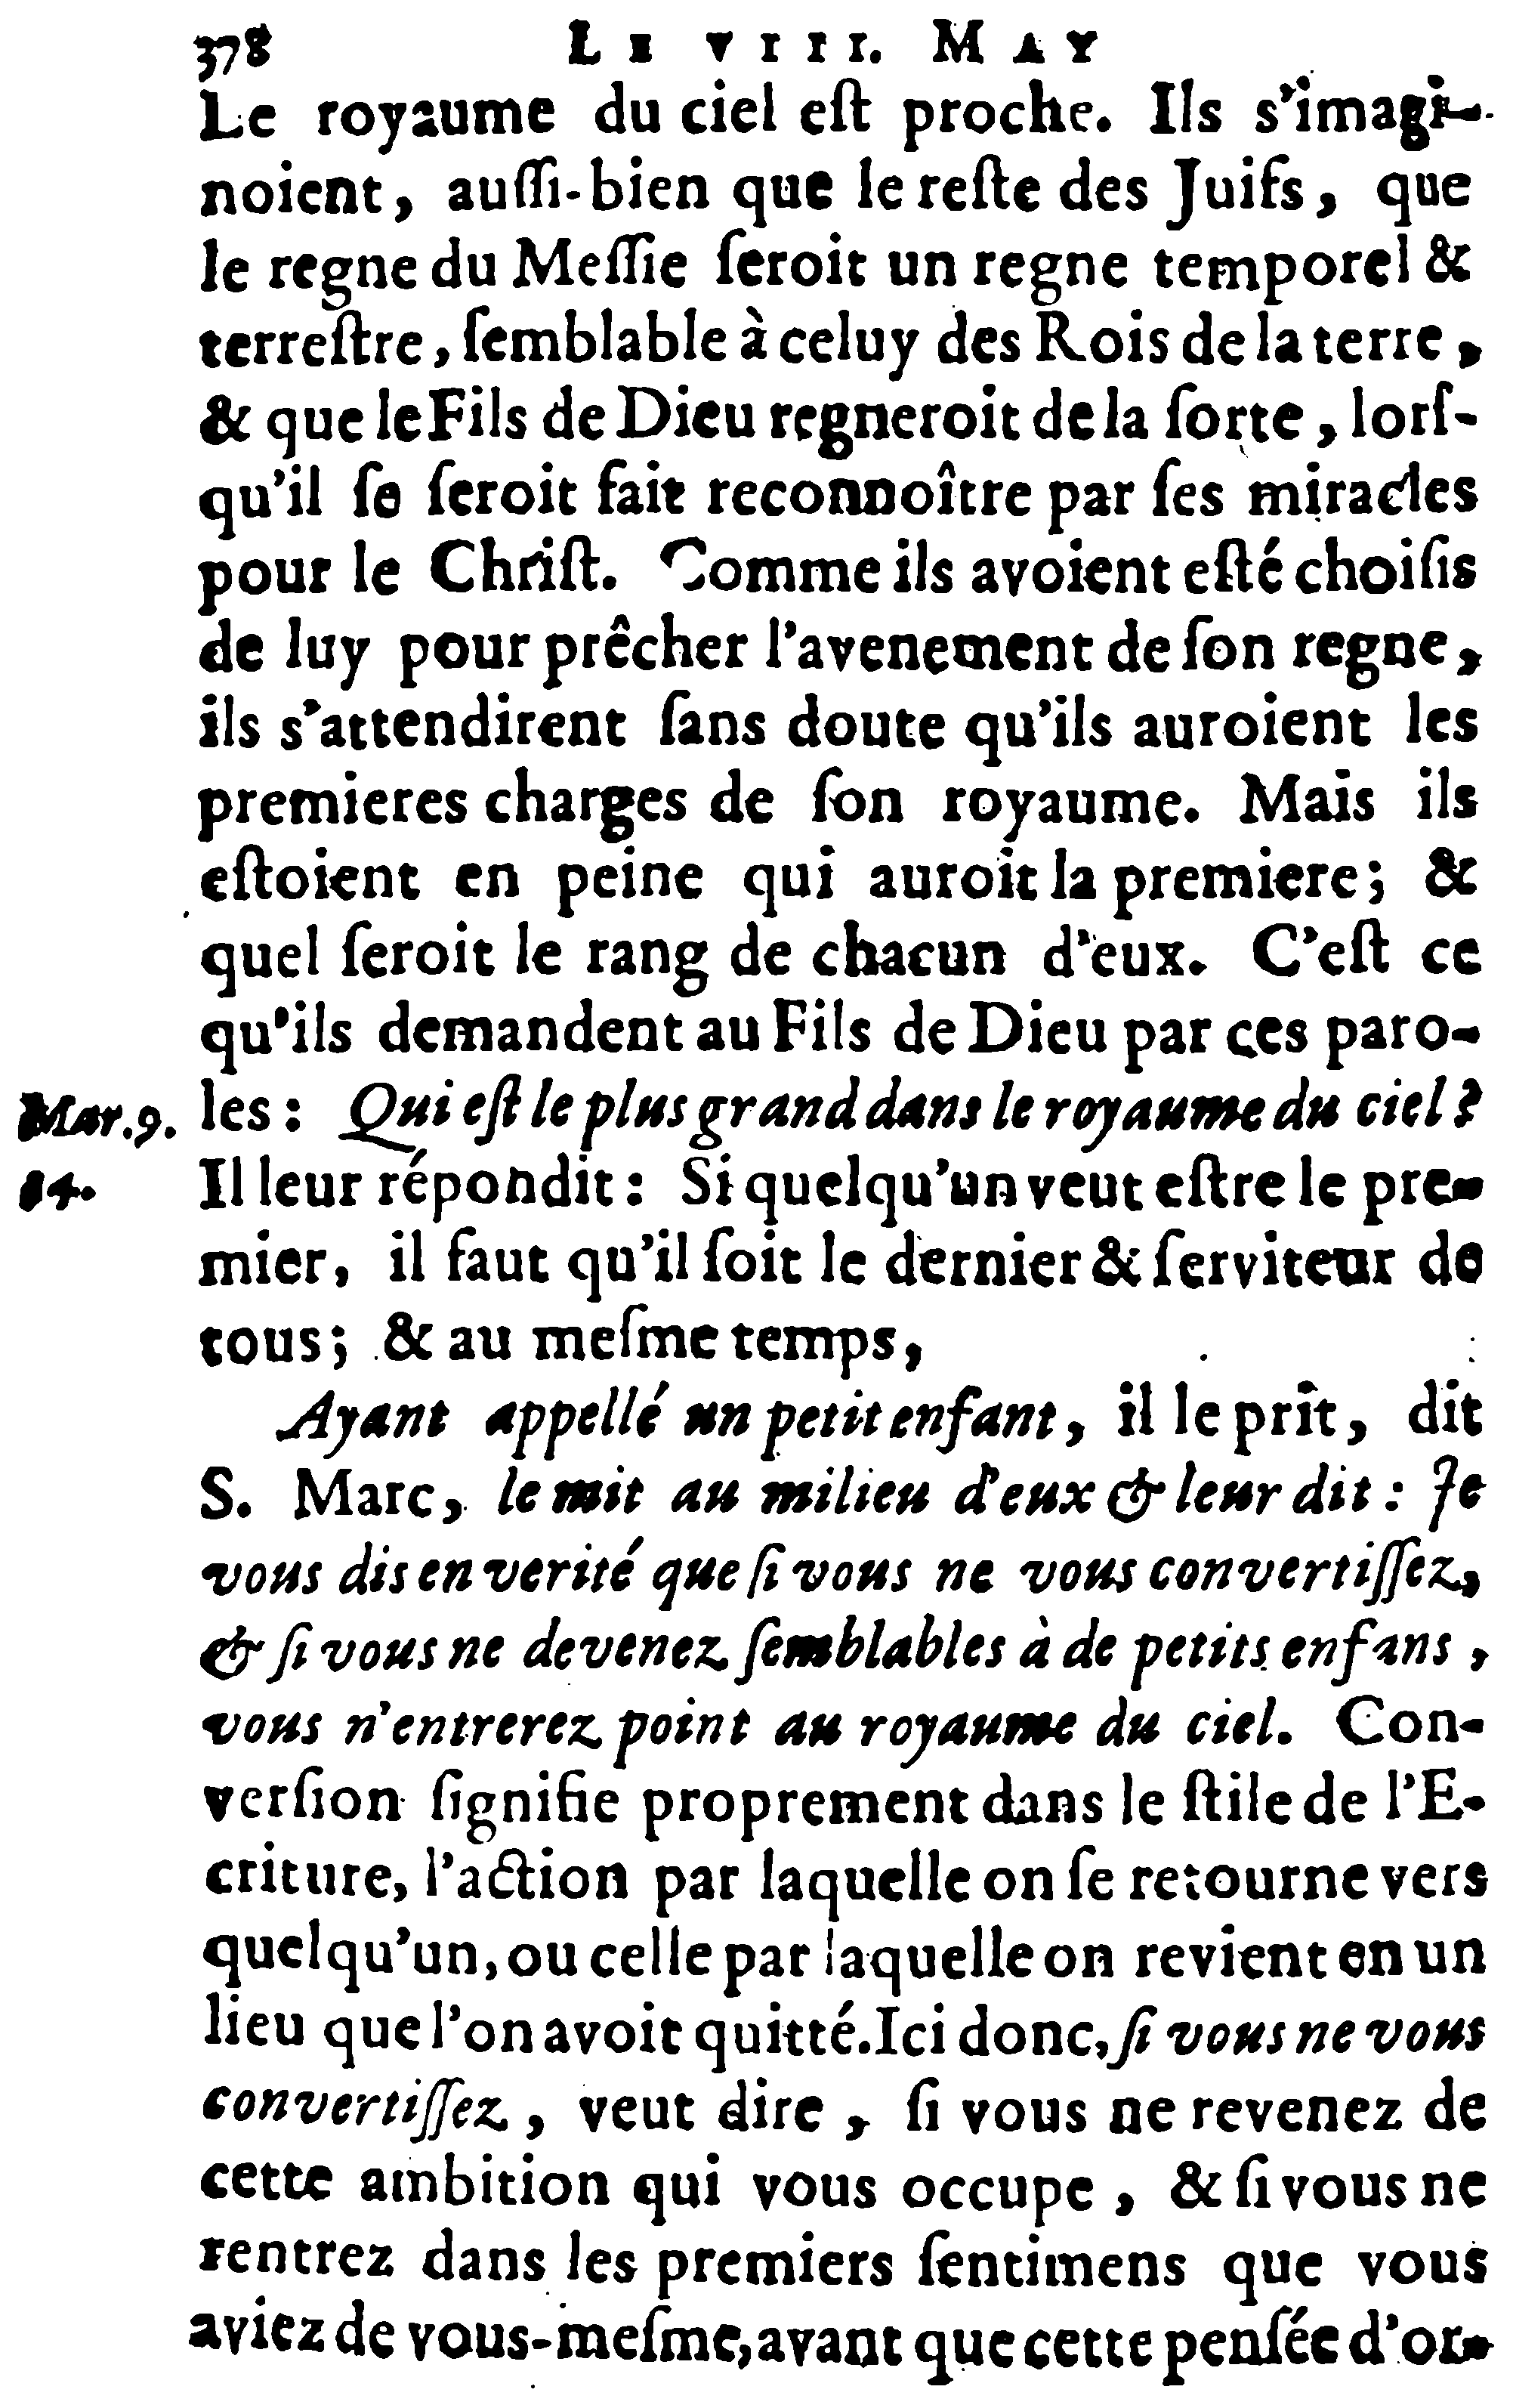 378 LE VIII. MAY
Le royaume du ciel eſt proche. Ils s'imagi-
noient, auſſi-bien que le reſte des Juifs, que
le regne du Meſſie ſeroit un regne temporel &
terreſtre, ſemblable à celuy des Rois de la terre,
& que le Fils de Dieu regneroit de la ſorte, lorſ-
qu'il ſe ſeroit fait reconnoître par ſes miracles
pour le Chriſt. Comme ils avoient eſté choiſis
de luy pour prêcher l'avenement de ſon regne,
ils s'attendirent ſans doute qu'ils auroient les
premieres charges de ſon royaume. Mais ils
eſtoient en peine qui auroit la premiere; &
quel ſeroit le rang de chacun d'eux. C'eſt ce
qu'ils demandent au Fils de Dieu par ces paro-
Mar. 9. les: Qui eſt le plus grand dans le royaume du ciel?
84. Il leur répondit: Si quelqu'un veut eſtre le pre-
mier, il faut qu'il ſoit le dernier & ſerviteur de
tous; & au meſme temps,
Ayant appellé un petit enfant, il le prît, dit
S. Marc, le mit au milieu d'eux & leur dit: Je
vous dis en verité que ſi vous ne vous convertiſſez,
& ſi vous ne devenez ſemblables à de petits enfans,
vous n'entrerez point au royaume du ciel. Con-
verſion ſignifie proprement dans le ſtile de l'E-
criture, l'action par laquelle on ſe retourne vers
quelqu'un, ou celle par laquelle on revient en un
lieu que l'on avoit quitté. Ici donc, ſi vous ne vous
convertiſſez, veut dire, ſi vous ne revenez de
cette ambition qui vous occupe, & ſi vous ne
rentrez dans les premiers ſentimens que vous
aviez de vous-meſme, avant que cette penſée d'or-